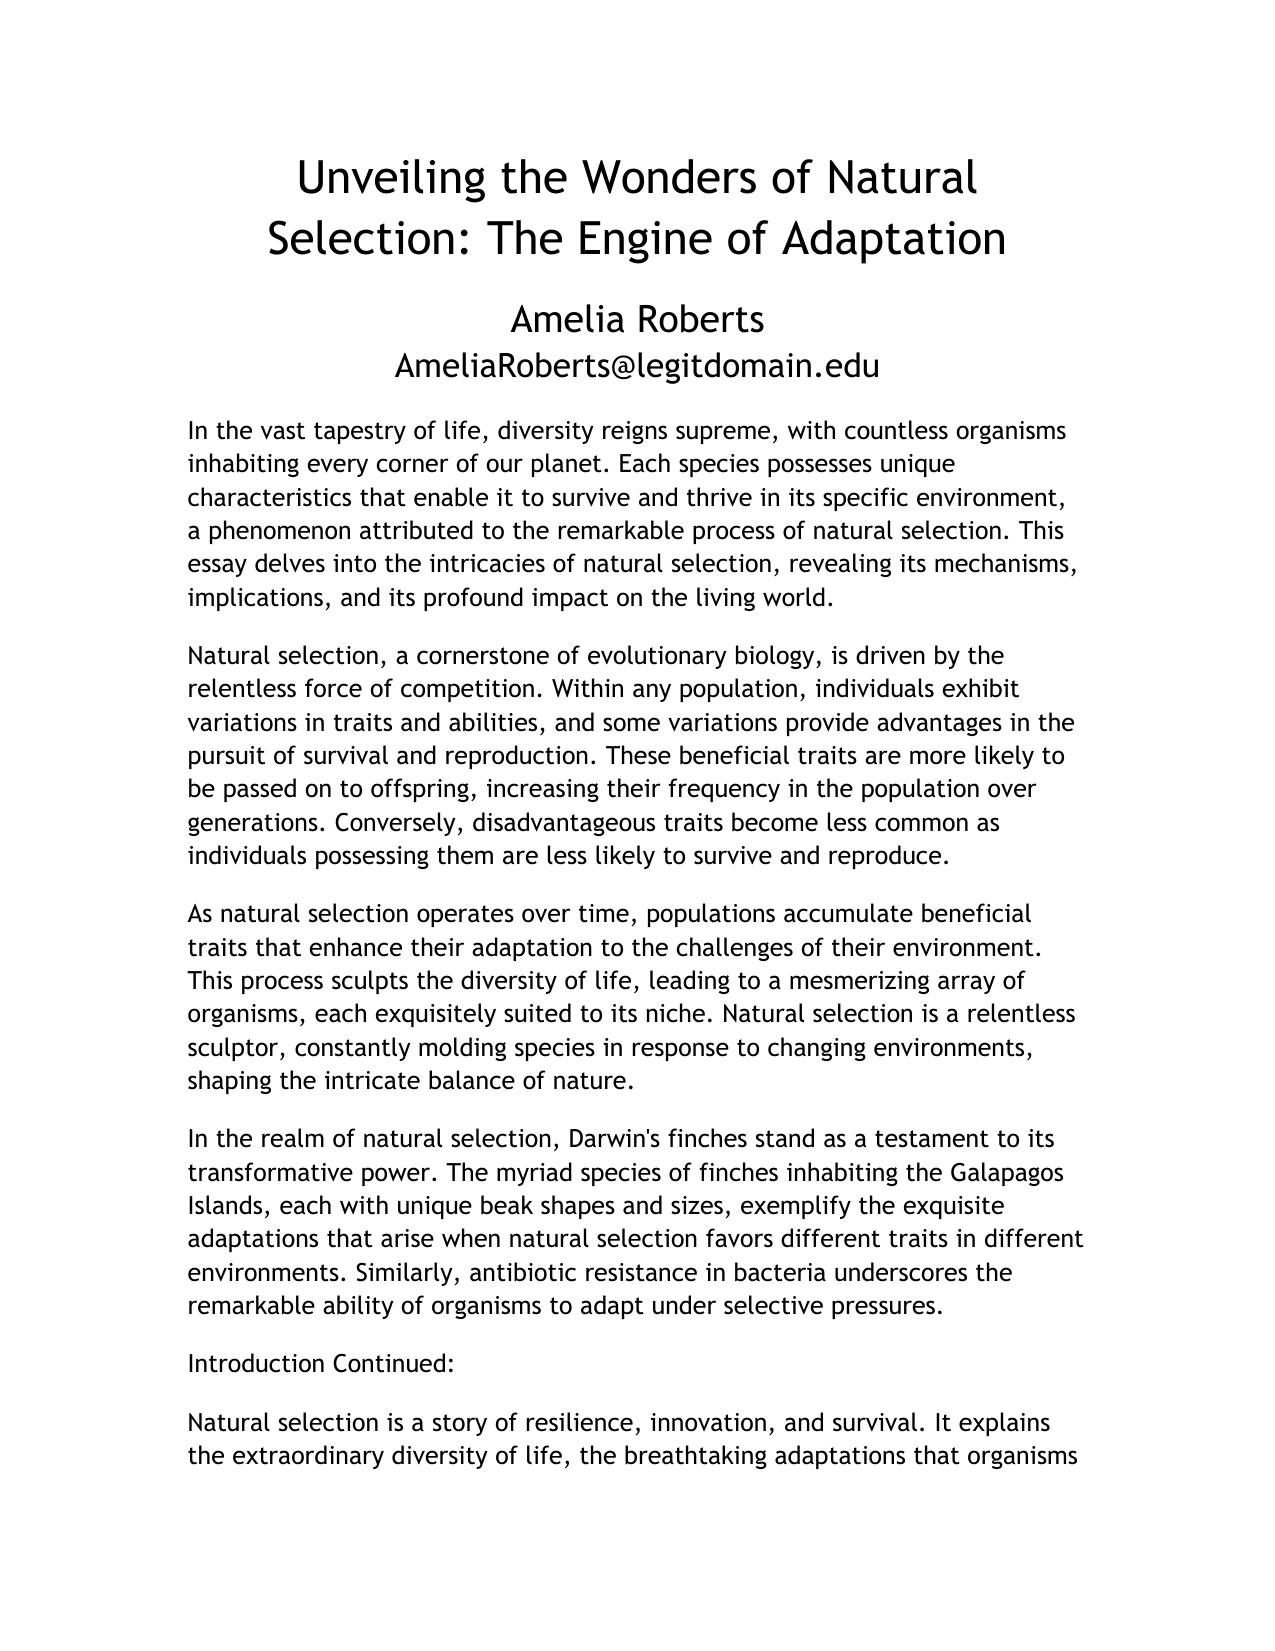 Unveiling the Wonders of Natural
Selection: The Engine of Adaptation
Amelia Roberts
AmeliaRoberts@legitdomain.edu
In the vast tapestry of life, diversity reigns supreme, with countless organisms
inhabiting every corner of our planet. Each species possesses unique
characteristics that enable it to survive and thrive in its specific environment,
a phenomenon attributed to the remarkable process of natural selection. This
essay delves into the intricacies of natural selection, revealing its mechanisms,
implications, and its profound impact on the living world.
Natural selection, a cornerstone of evolutionary biology, is driven by the
relentless force of competition. Within any population, individuals exhibit
variations in traits and abilities, and some variations provide advantages in the
pursuit of survival and reproduction. These beneficial traits are more likely to
be passed on to offspring, increasing their frequency in the population over
generations. Conversely, disadvantageous traits become less common as
individuals possessing them are less likely to survive and reproduce.
As natural selection operates over time, populations accumulate beneficial
traits that enhance their adaptation to the challenges of their environment.
This process sculpts the diversity of life, leading to a mesmerizing array of
organisms, each exquisitely suited to its niche. Natural selection is a relentless
sculptor, constantly molding species in response to changing environments,
shaping the intricate balance of nature.
In the realm of natural selection, Darwin's finches stand as a testament to its
transformative power. The myriad species of finches inhabiting the Galapagos
Islands, each with unique beak shapes and sizes, exemplify the exquisite
adaptations that arise when natural selection favors different traits in different
environments. Similarly, antibiotic resistance in bacteria underscores the
remarkable ability of organisms to adapt under selective pressures.
Introduction Continued:
Natural selection is a story of resilience, innovation, and survival. It explains
the extraordinary diversity of life, the breathtaking adaptations that organisms